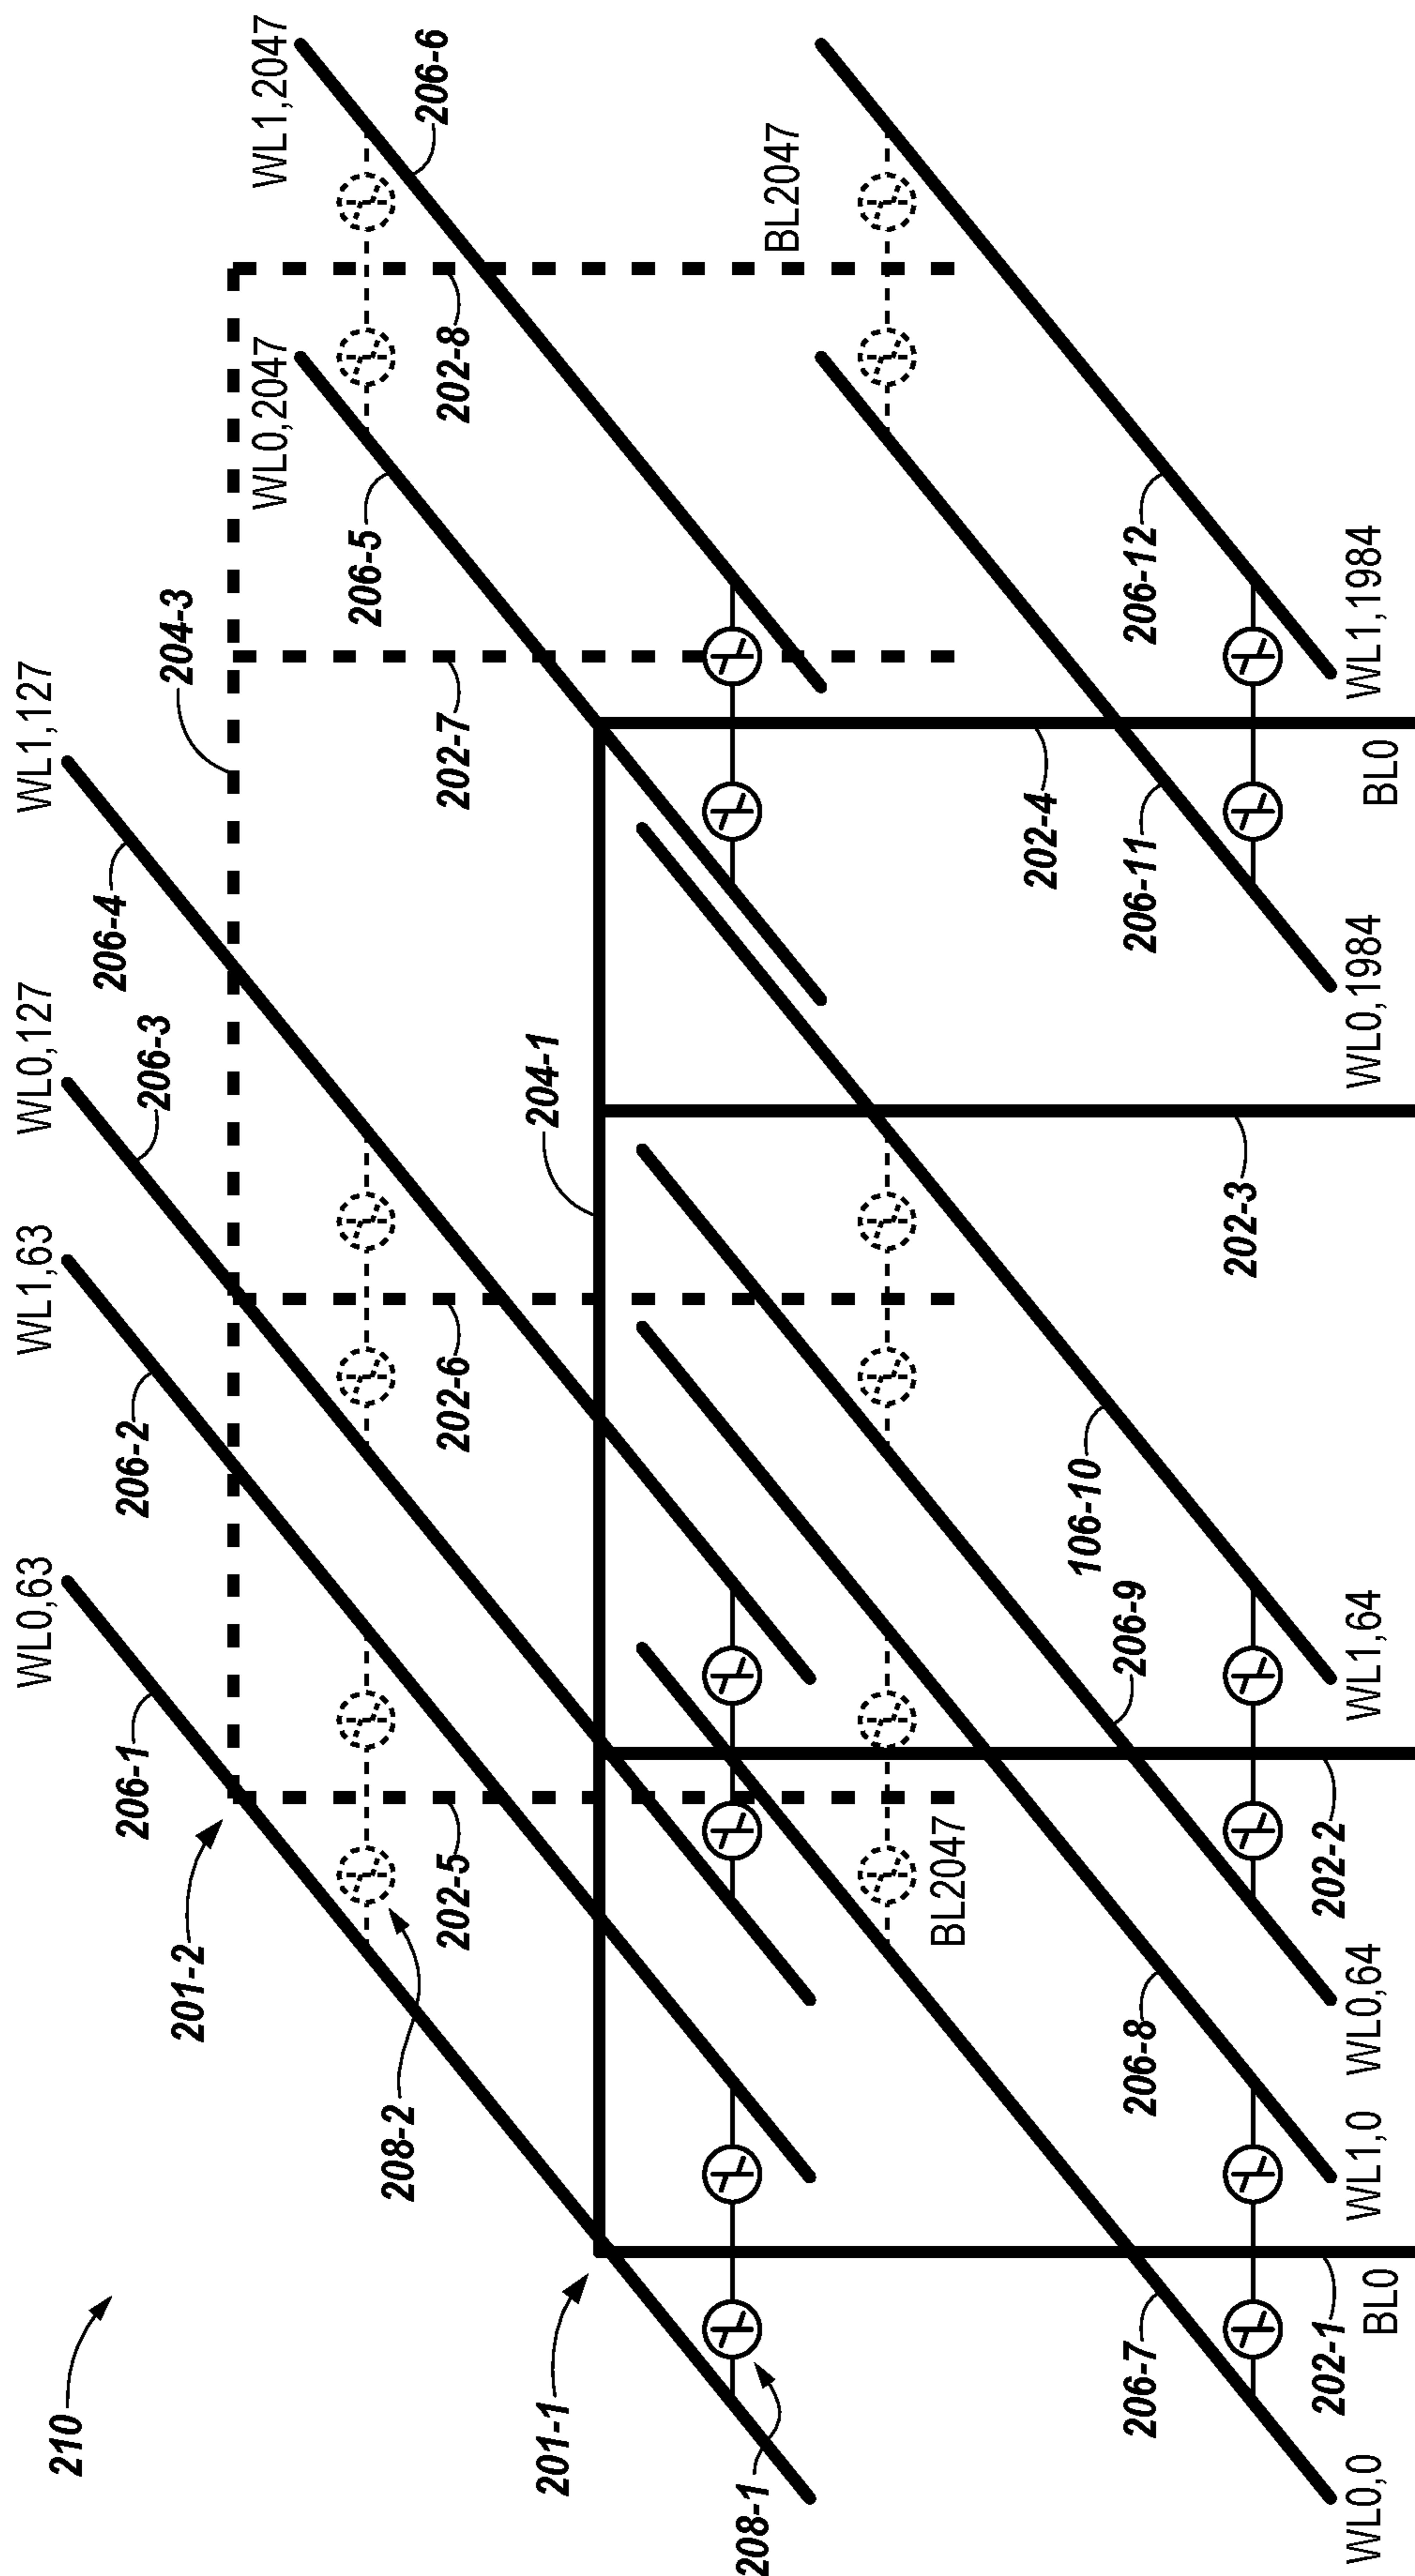 210
WL0,63
WL1,63
WL0,127
WL1,127
WL0,2047
WL1,2047
206-1
206-2
206-3
206-4
204-3
206-5
206-6
201-2
208-2
202-5
202-6
202-7
202-8
201-1
204-1
208-1
BL2047
BL2047
206-7
206-8
206-9
106-10
202-4
206-11
206-12
202-1
202-2
202-3
WL0,0
BL0
WL1,0
WL0,64
WL1,64
WL0,1984
BL0
WL1,1984